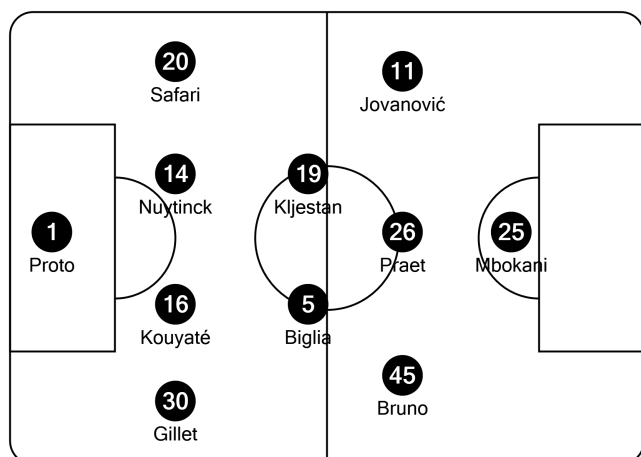 20
Safari
11
Jovanović
14
Nuytinck
19
Kljestan
1
Proto
26
Praet
25
Mbokani
16
Kouyaté
5
Biglia
45
Bruno
30
Gillet